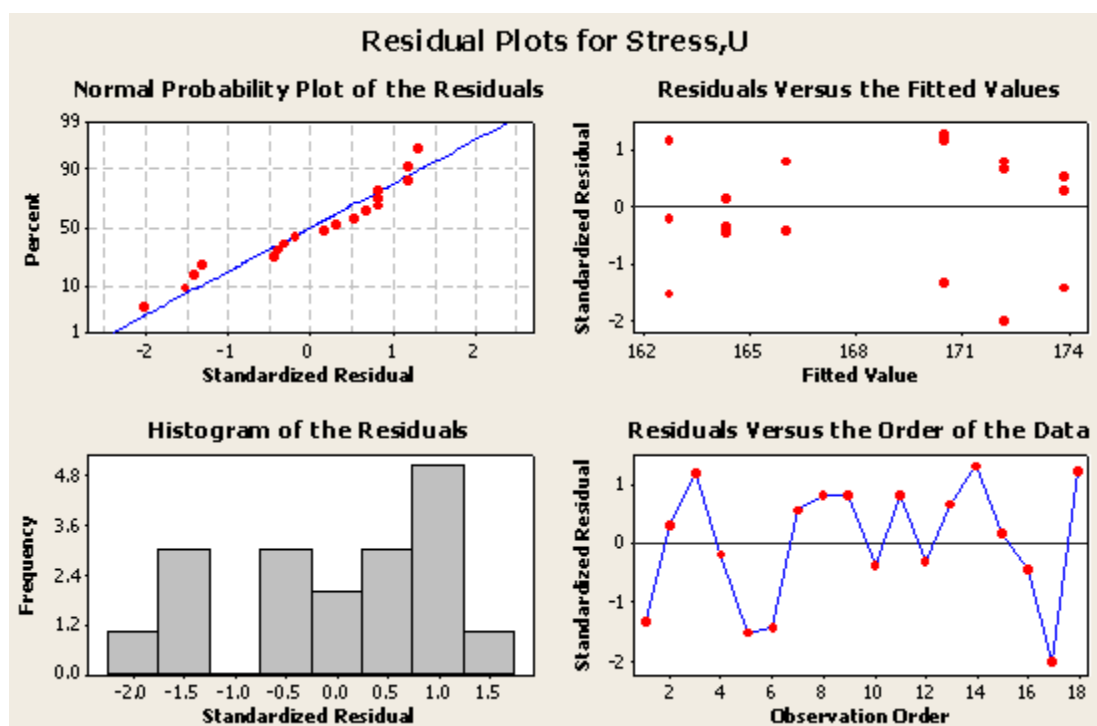 Residual Plots for Stress,U
Normal Probability Plot of the Residuals
99
90
50
10
1
Percent
-2 -1 0 1 2
Standardized Residual
Residuals Versus the Fitted Values
1
0
-1
-2
Standardized Residual
162 165 168 171 174
Fitted Value
Histogram of the Residuals
4.8
3.6
2.4
1.2
0.0
Frequency
-2.0 -1.5 -1.0 -0.5 0.0 0.5 1.0 1.5
Standardized Residual
Residuals Versus the Order of the Data
1
0
-1
-2
Standardized Residual
2 4 6 8 10 12 14 16 18
Observation Order